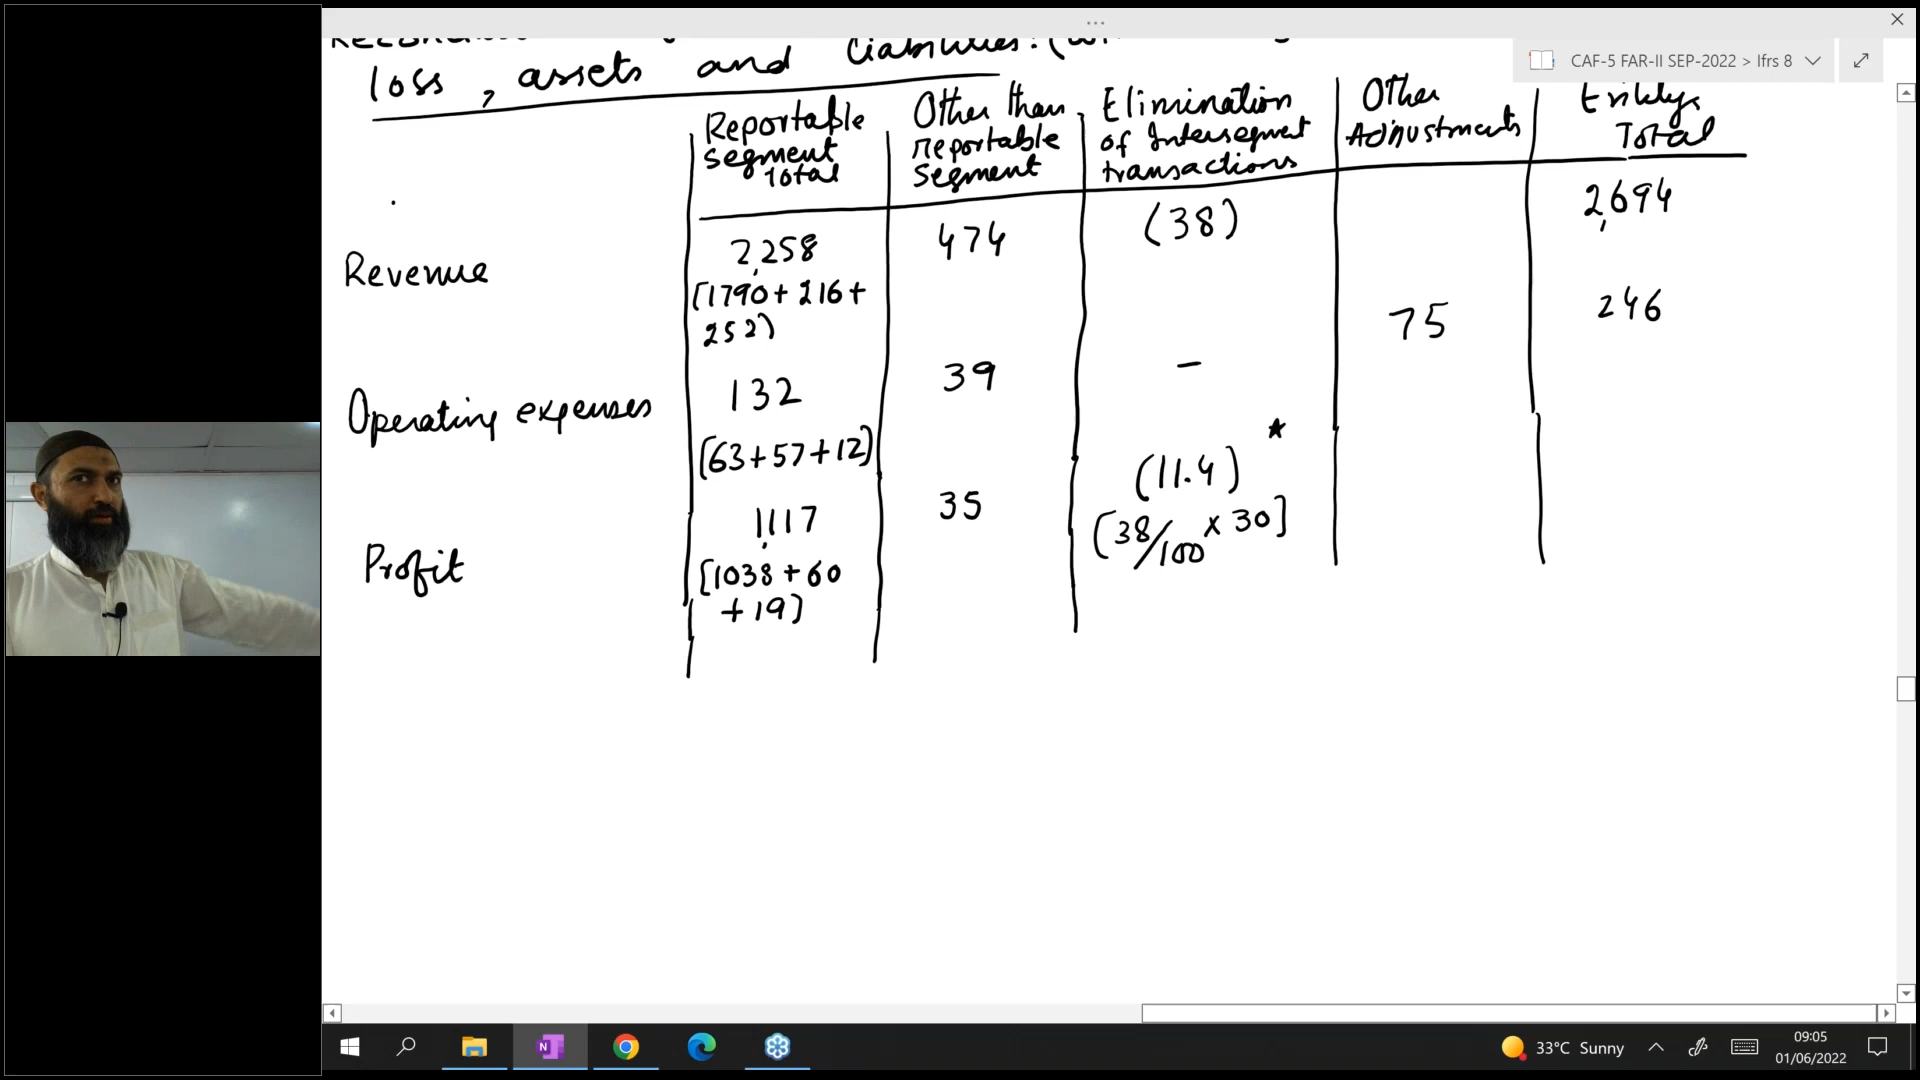 CAF-5 FAR-II SEP-2022 > Ifrs 8
loss, assets and liabilities.
Reportable segment Total
Other than reportable segment
Elimination of Intersegment transactions
Other Adjustments
Entity's Total
Revenue
2,258
[1790 + 216 +
252]
474
(38)
2,694
Operating expenses
132
[63+57+12]
39
-
75
246
Profit
1,117
[1038 + 60
+ 19]
35
(11.4) *
[38/100 x 30]
33°C Sunny
09:05
01/06/2022